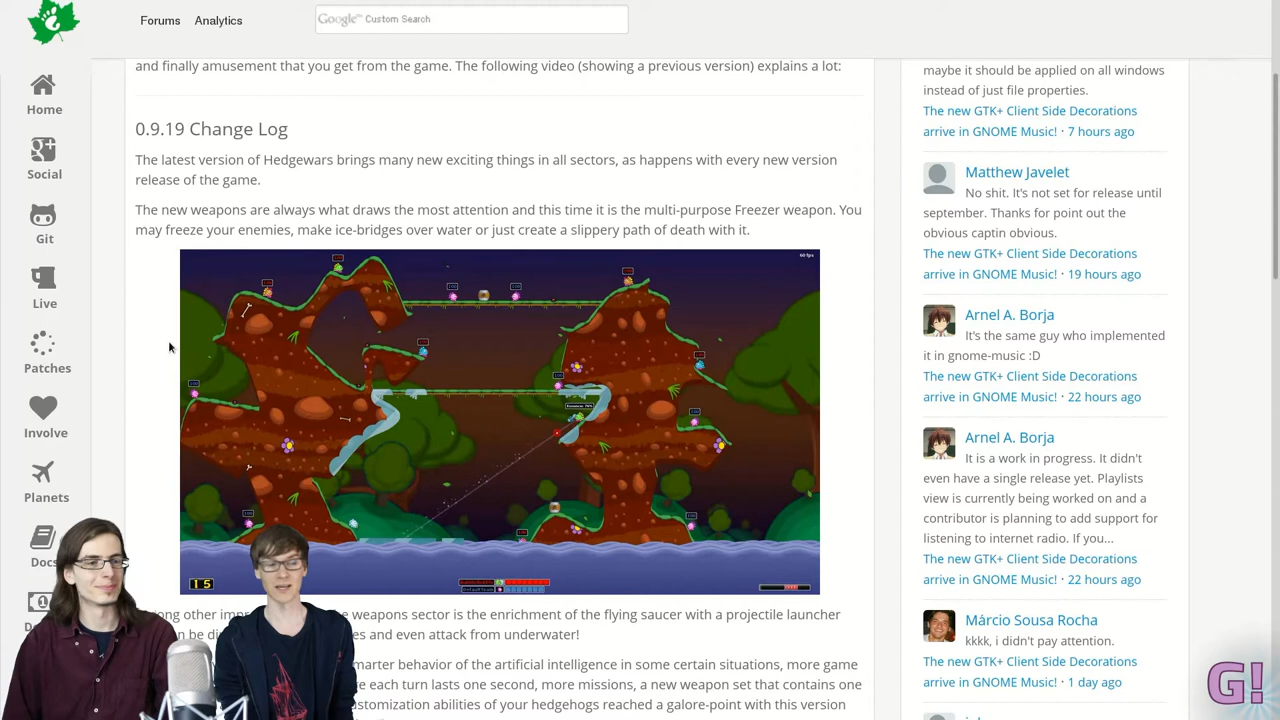 Forums
Analytics
Google™ Custom Search
Home
Social
Git
Live
Patches
Involve
Planets
Docs
and finally amusement that you get from the game. The following video (showing a previous version) explains a lot:
0.9.19 Change Log
The latest version of Hedgewars brings many new exciting things in all sectors, as happens with every new version
release of the game.
The new weapons are always what draws the most attention and this time it is the multi-purpose Freezer weapon. You
may freeze your enemies, make ice-bridges over water or just create a slippery path of death with it.
60 fps
15
weapons sector is the enrichment of the flying saucer with a projectile launcher
and even attack from underwater!
behavior of the artificial intelligence in some certain situations, more game
each turn lasts one second, more missions, a new weapon set that contains one
abilities of your hedgehogs reached a galore-point with this version
maybe it should be applied on all windows
instead of just file properties.
The new GTK+ Client Side Decorations
arrive in GNOME Music! · 7 hours ago
Matthew Javelet
No shit. It's not set for release until
september. Thanks for point out the
obvious captin obvious.
The new GTK+ Client Side Decorations
arrive in GNOME Music! · 19 hours ago
Arnel A. Borja
It's the same guy who implemented
it in gnome-music :D
The new GTK+ Client Side Decorations
arrive in GNOME Music! · 22 hours ago
Arnel A. Borja
It is a work in progress. It didn't
even have a single release yet. Playlists
view is currently being worked on and a
contributor is planning to add support for
listening to internet radio. If you...
The new GTK+ Client Side Decorations
arrive in GNOME Music! · 22 hours ago
Márcio Sousa Rocha
kkkk, i didn't pay attention.
The new GTK+ Client Side Decorations
arrive in GNOME Music! · 1 day ago
G!